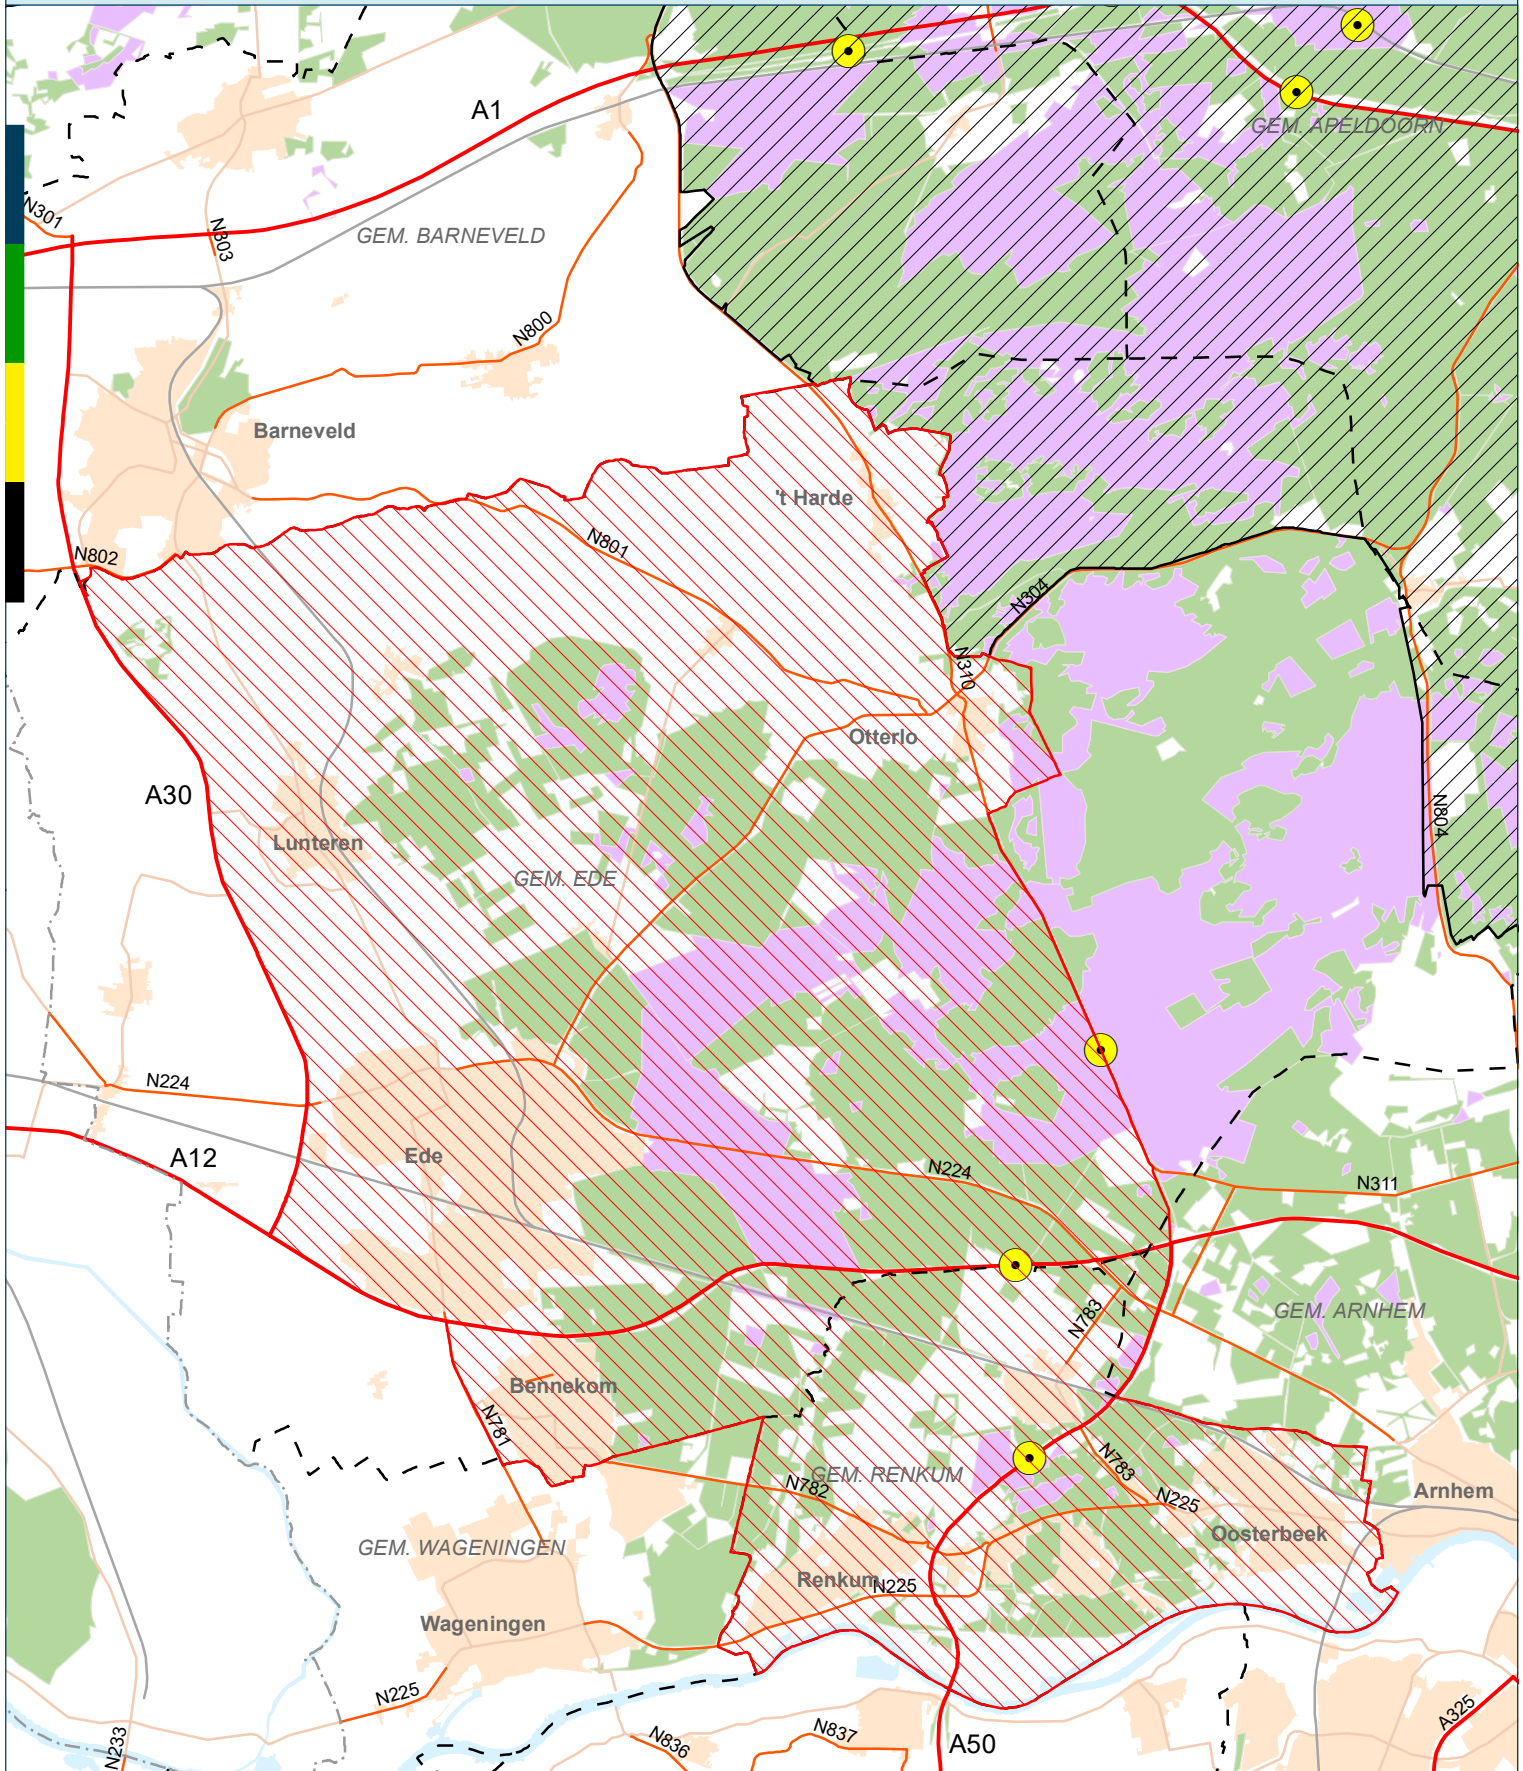 A1
GEM. APELDOORN
N301
N303
GEM. BARNEVELD
N800
Barneveld
't Harde
N801
N802
N304
N310
Otterlo
A30
N804
Lunteren
GEM. EDE
N224
A12
Ede
N224
N311
GEM. ARNHEM
N783
Bennekom
N781
GEM. RENKUM
N783
N782
N225
Arnhem
Oosterbeek
GEM. WAGENINGEN
Renkum
N225
Wageningen
N225
A325
N233
N836
N837
A50